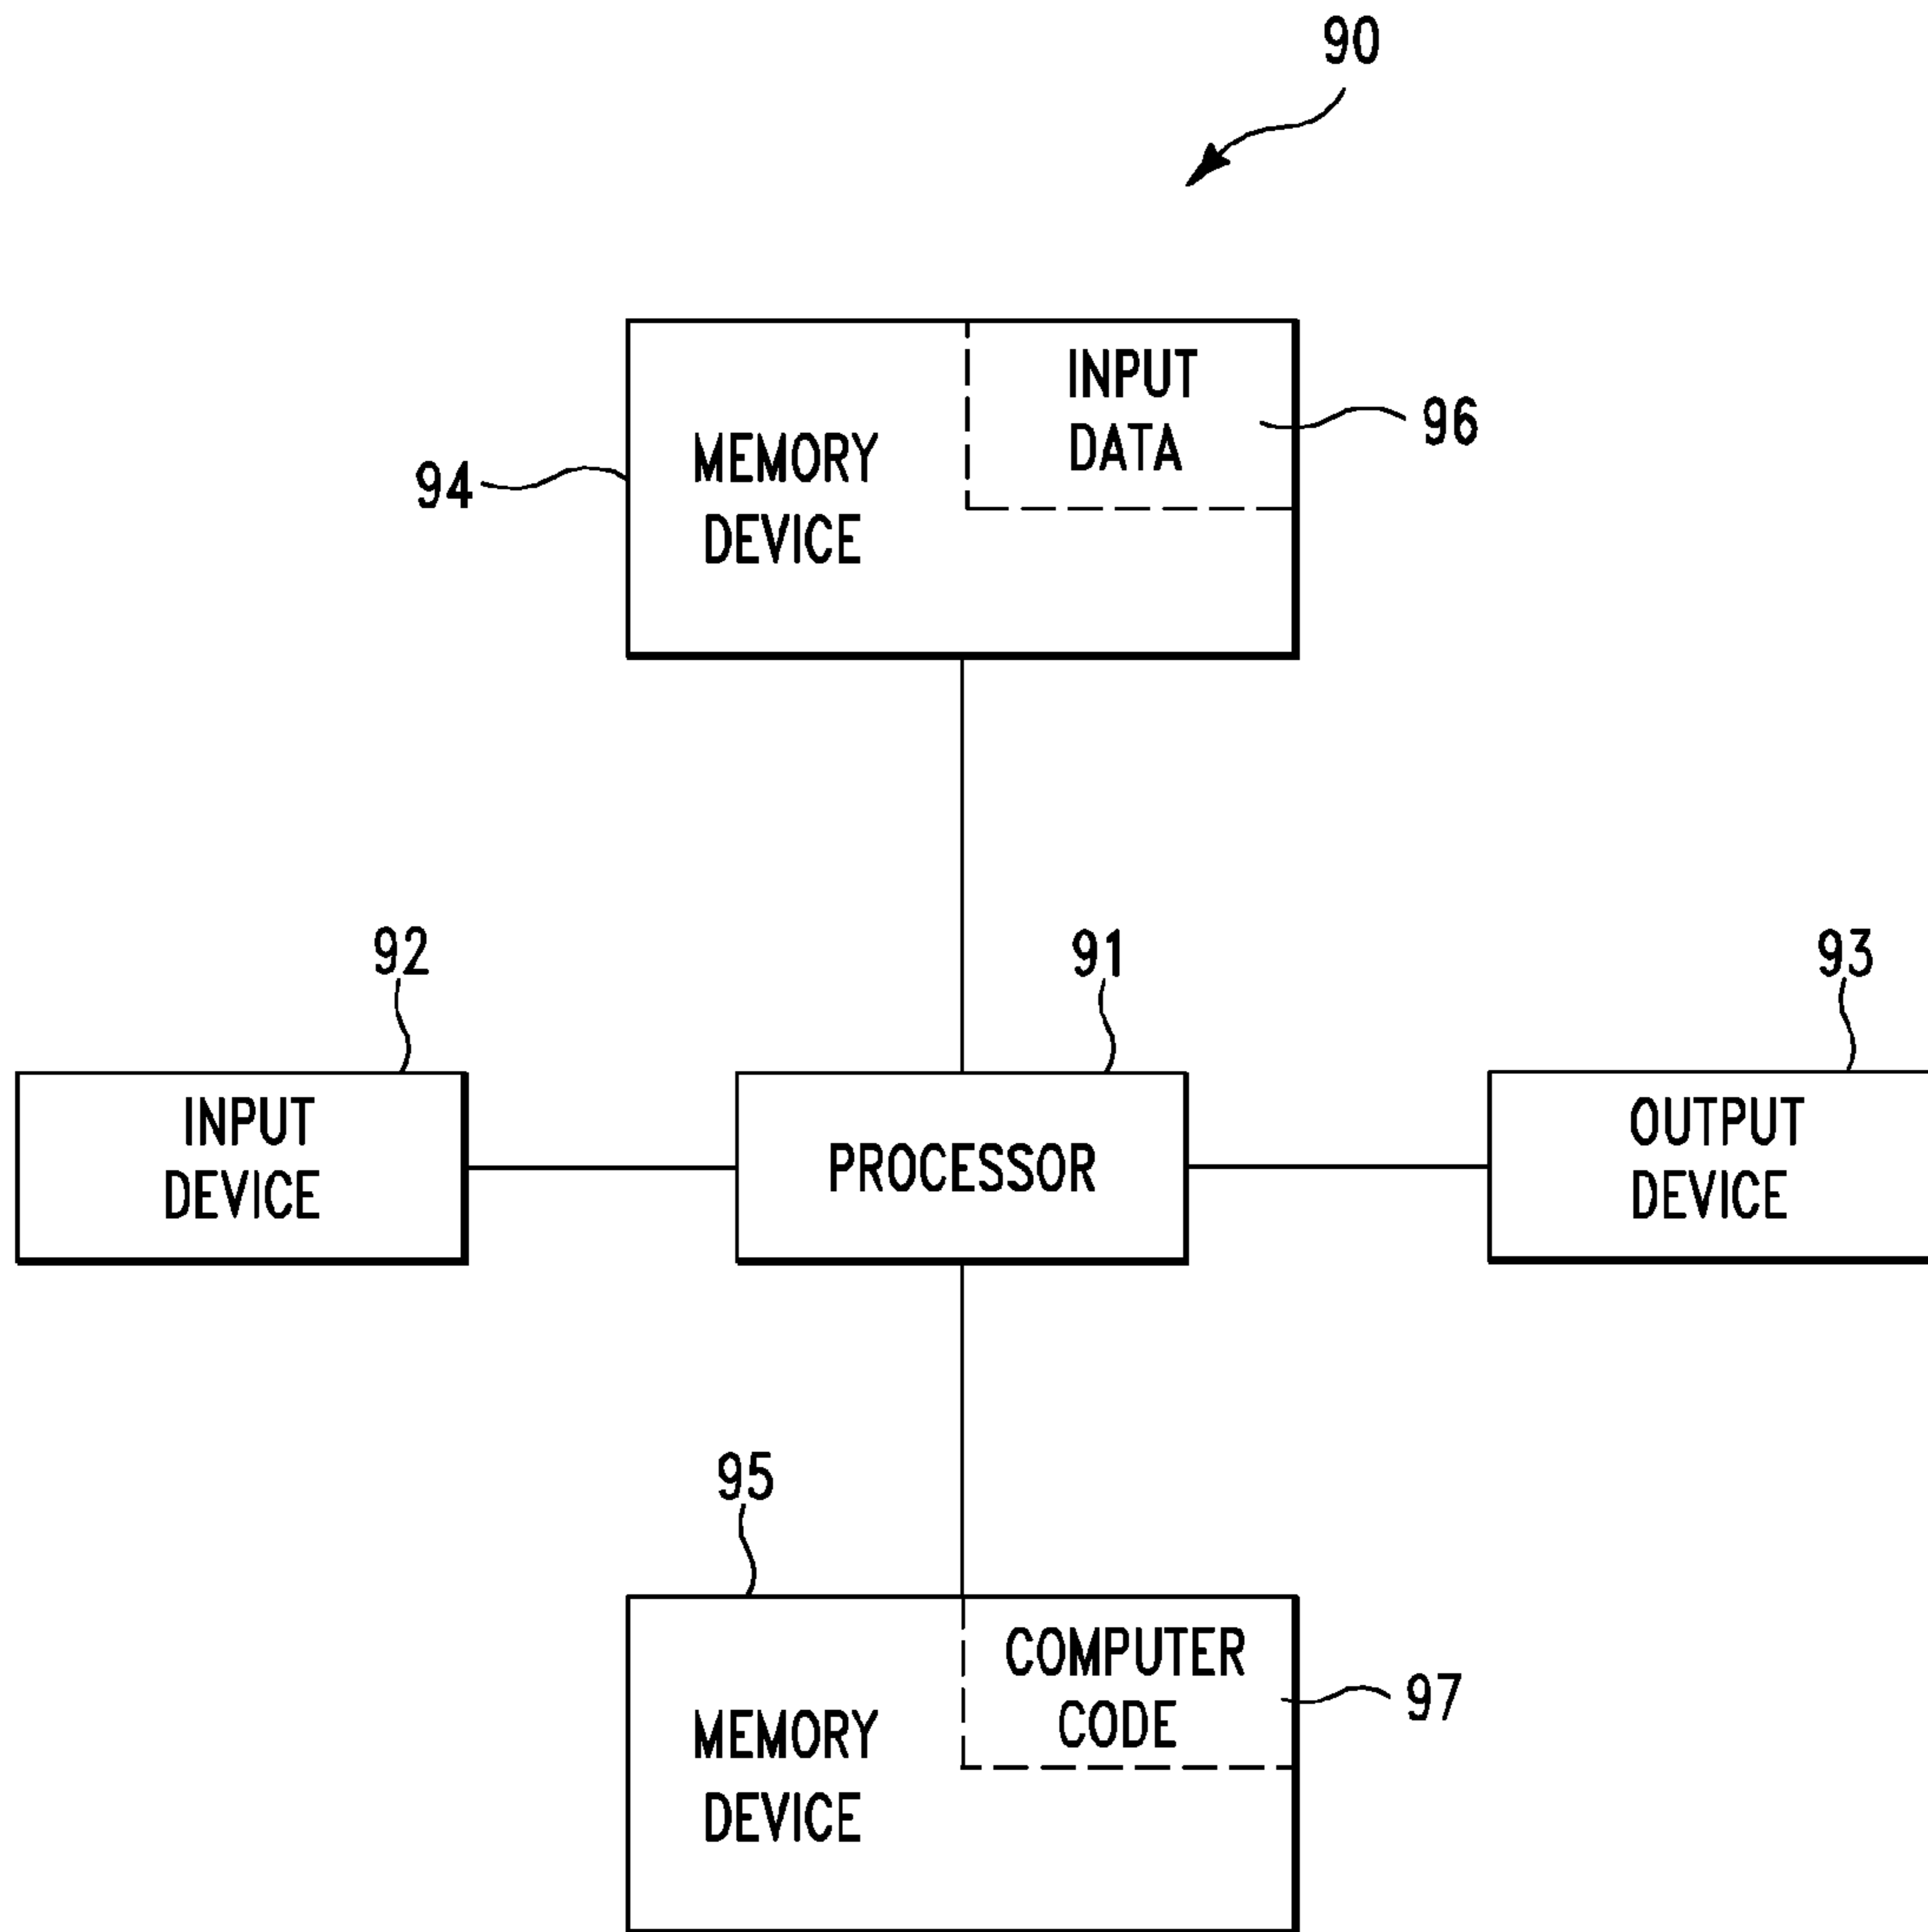 90
INPUT
DATA
96
MEMORY
DEVICE
94
92
91
93
INPUT
DEVICE
PROCESSOR
OUTPUT
DEVICE
95
COMPUTER
CODE
97
MEMORY
DEVICE